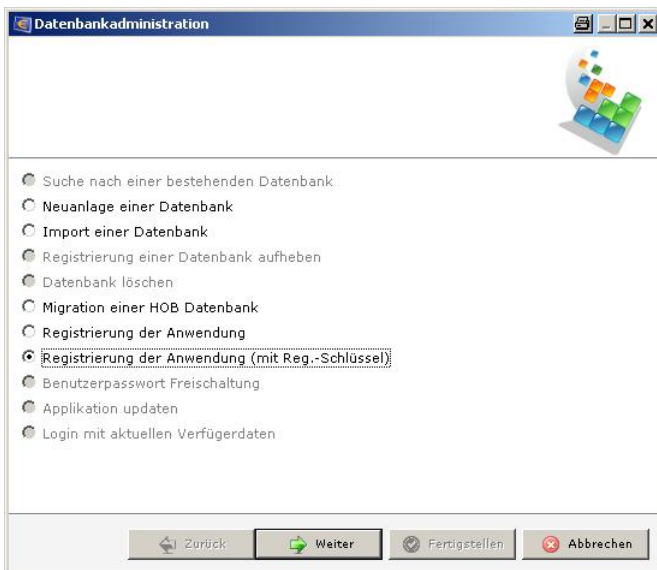 Datenbankadministration
Suche nach einer bestehenden Datenbank
Neuanlage einer Datenbank
Import einer Datenbank
Registrierung einer Datenbank aufheben
Datenbank löschen
Migration einer HOB Datenbank
Registrierung der Anwendung
Registrierung der Anwendung (mit Reg.-Schlüssel)
Benutzerpasswort Freischaltung
Applikation updaten
Login mit aktuellen Verfügerdaten
Zurück Weiter Fertigstellen Abbrechen